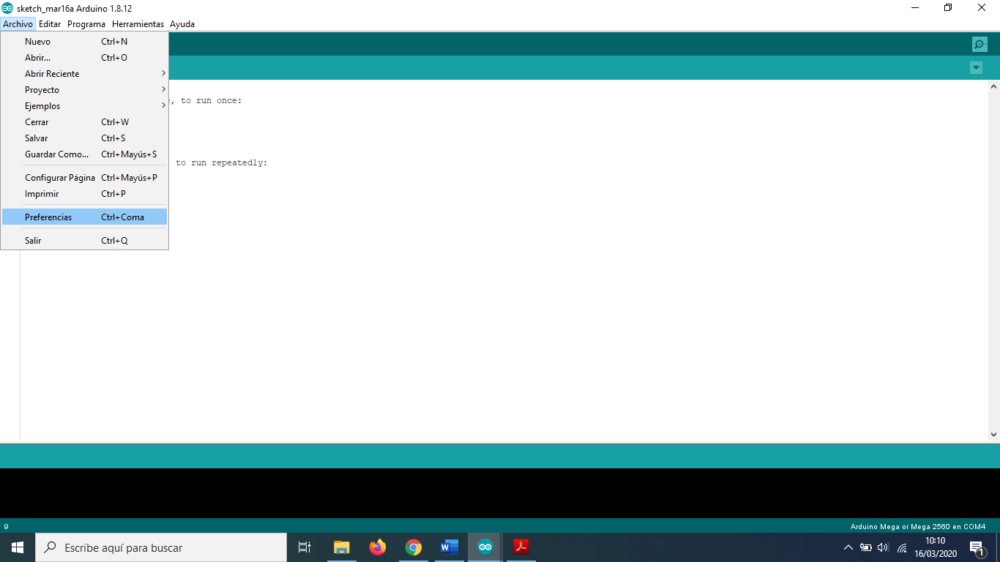 sketch_mar16a Arduino 1.8.12
Archivo Editar Programa Herramientas Ayuda
Nuevo Ctrl+N
Abrir... Ctrl+O
Abrir Reciente
Proyecto
Ejemplos
Cerrar Ctrl+W
Salvar Ctrl+S
Guardar Como... Ctrl+Mayús+S
Configurar Página Ctrl+Mayús+P
Imprimir Ctrl+P
Preferencias Ctrl+Coma
Salir Ctrl+Q
, to run once:
to run repeatedly:
9
Arduino Mega or Mega 2560 en COM4
Escribe aquí para buscar
10:10
16/03/2020
1